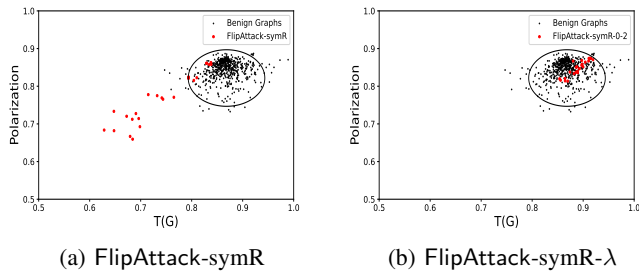 1.0
0.9
0.8
0.7
0.6
0.5
Polarization
0.5 0.6 0.7 0.8 0.9 1.0
T(G)
Benign Graphs
FlipAttack-symR
(a) FlipAttack-symR
1.0
0.9
0.8
0.7
0.6
0.5
Polarization
0.5 0.6 0.7 0.8 0.9 1.0
T(G)
Benign Graphs
FlipAttack-symR-0-2
(b) FlipAttack-symR-λ